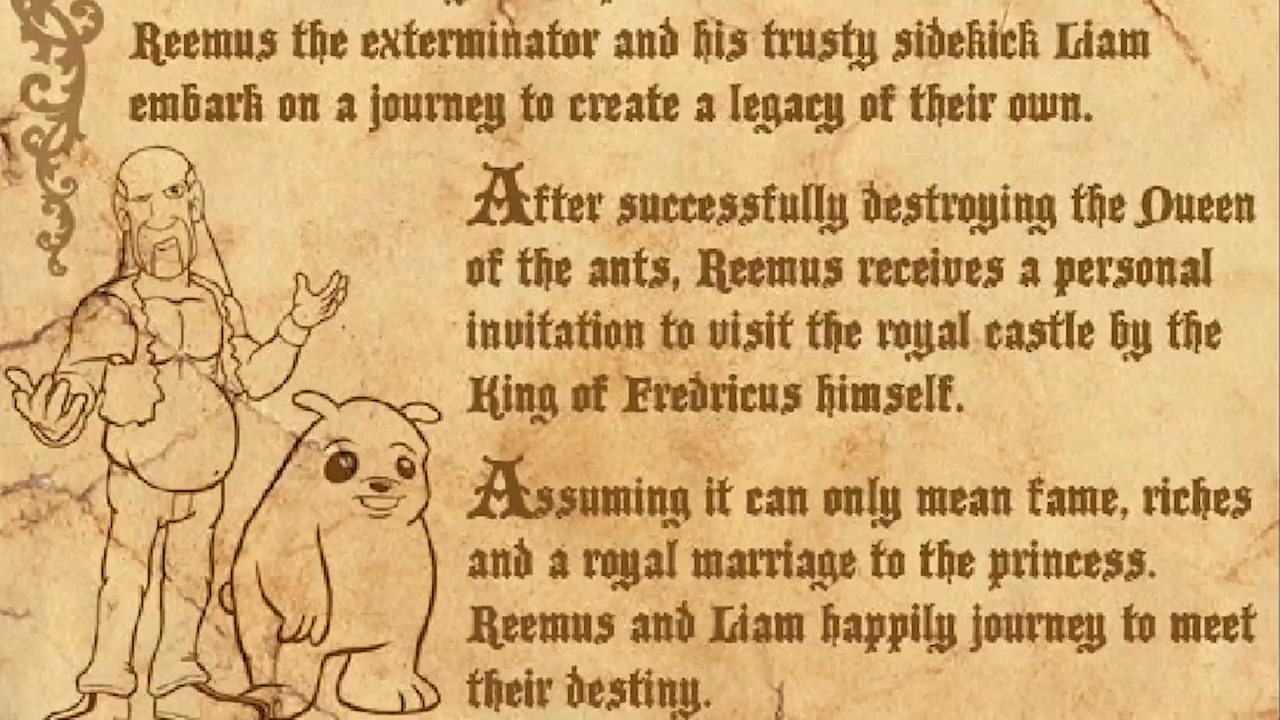 Reemus the exterminator and his trusty sidekick Liam
embark on a journey to create a legacy of their own.
After successfully destroying the Queen
of the ants, Reemus receives a personal
invitation to visit the royal castle by the
King of Fredricus himself.
Assuming it can only mean fame, riches
and a royal marriage to the princess.
Reemus and Liam happily journey to meet
their destiny.